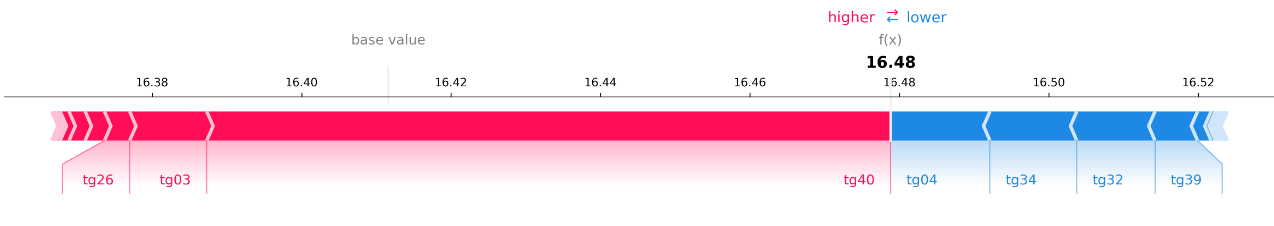 higher ⇄ lower
base value f(x)
16.48
16.38 16.40 16.42 16.44 16.46 16.48 16.50 16.52
tg26 tg03 tg40 tg04 tg34 tg32 tg39